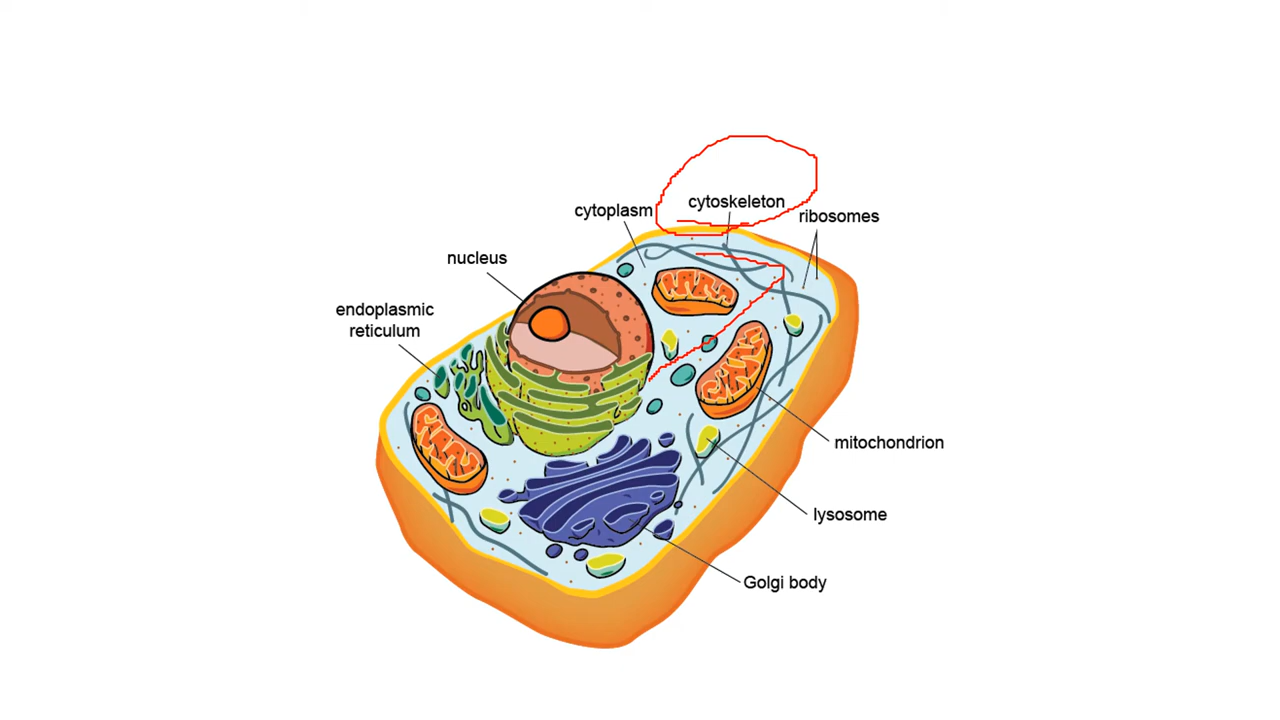 cytoskeleton
cytoplasm
ribosomes
nucleus
endoplasmic
reticulum
mitochondrion
lysosome
Golgi body